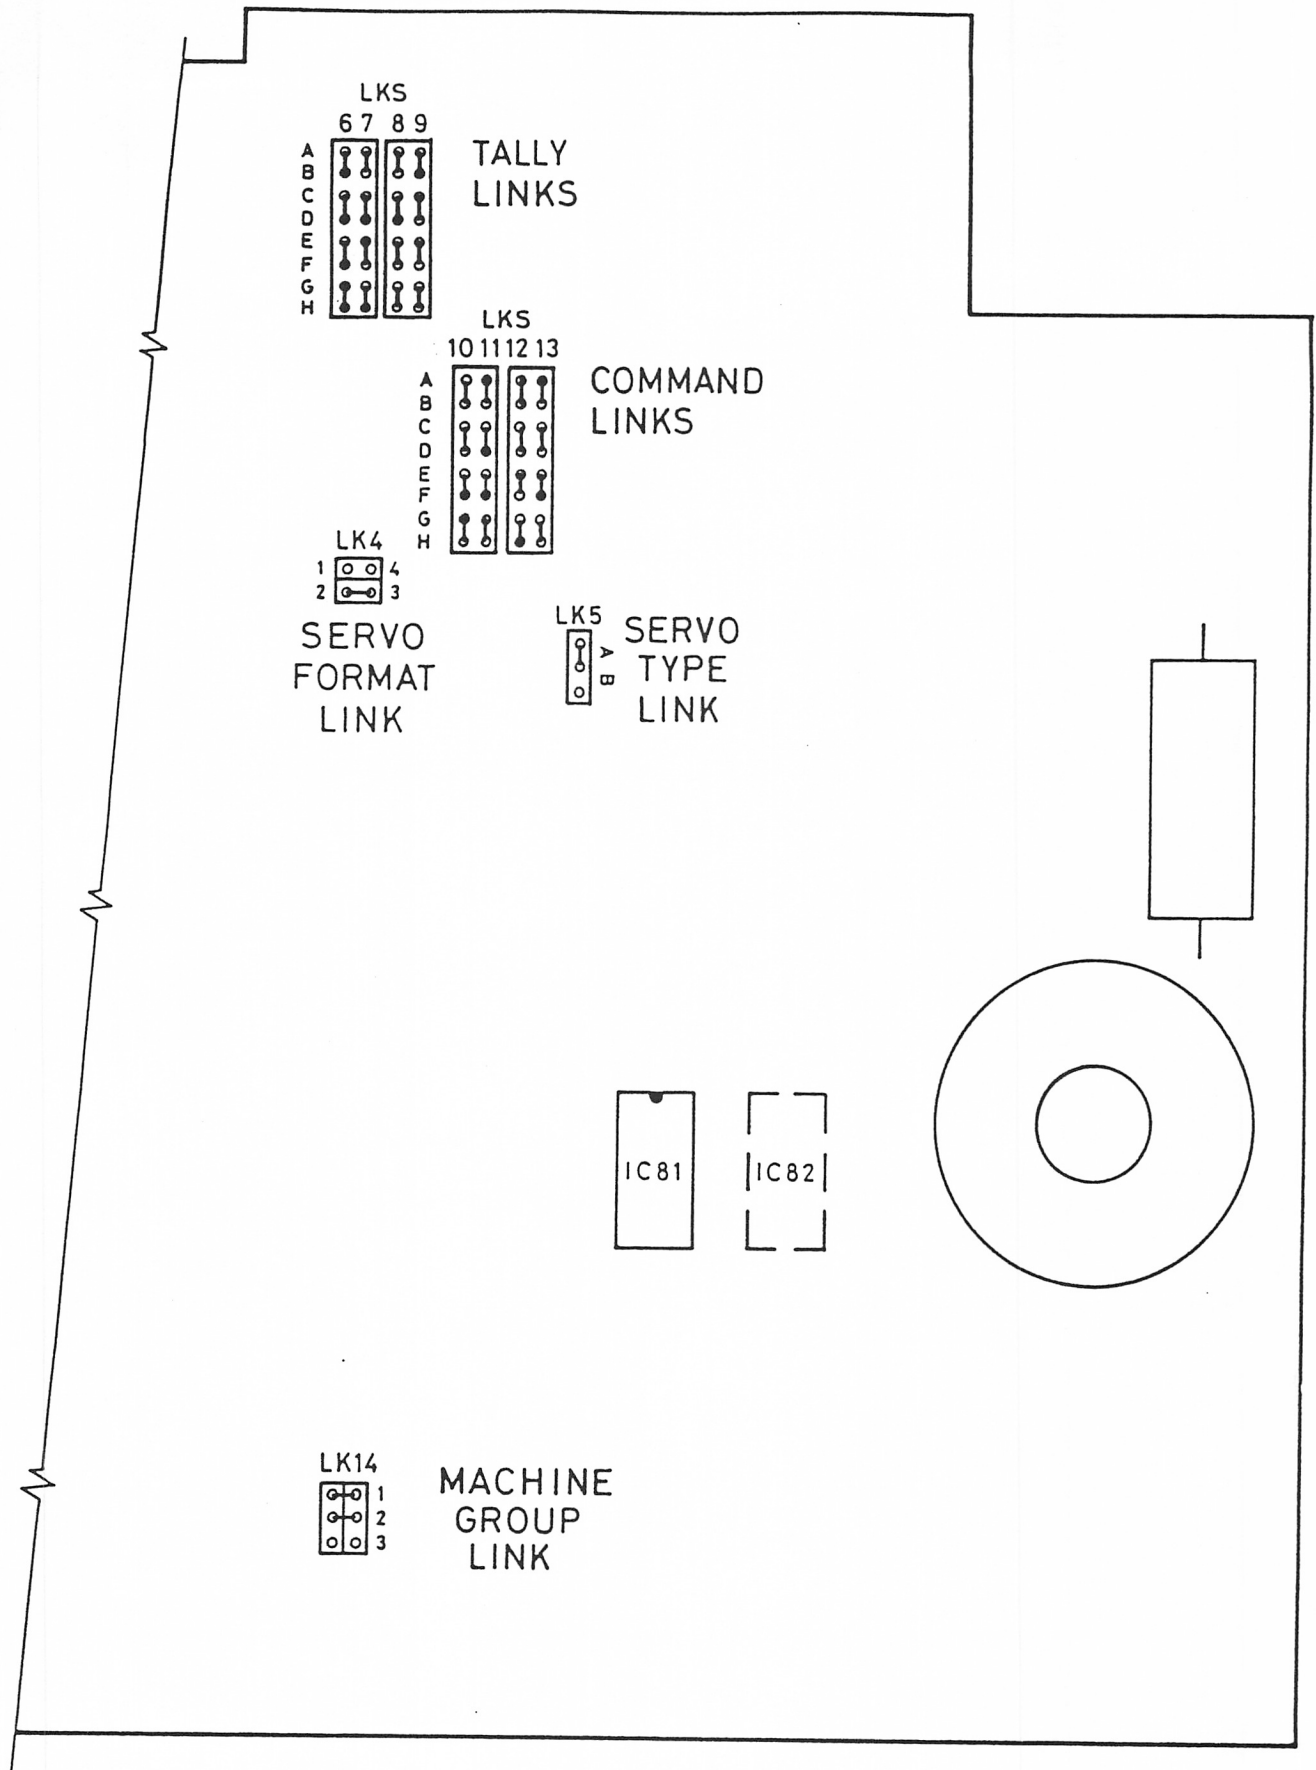 LKS
6 7 8 9
A
B
C
D
E
F
G
H
TALLY
LINKS
LKS
10 11 12 13
A
B
C
D
E
F
G
H
COMMAND
LINKS
LK4
1 4
2 3
SERVO
FORMAT
LINK
LK5
A
B
SERVO
TYPE
LINK
IC81
IC82
LK14
1
2
3
MACHINE
GROUP
LINK